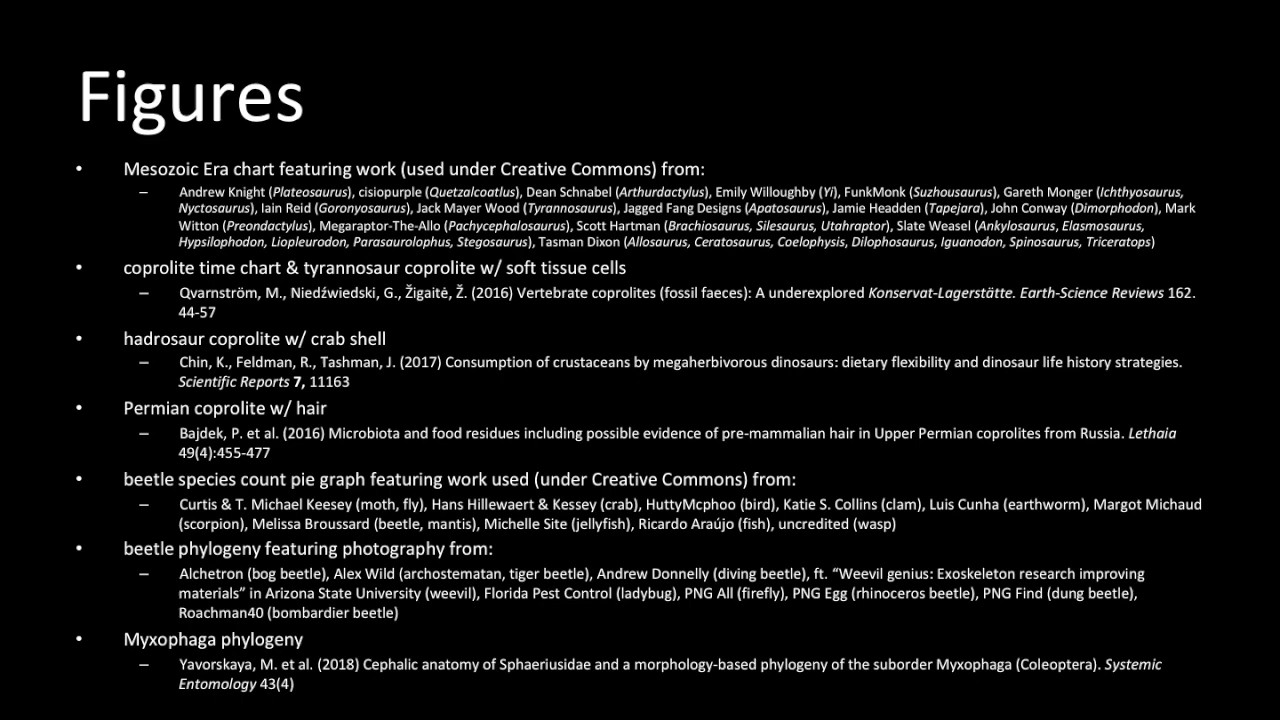 Figures
• Mesozoic Era chart featuring work (used under Creative Commons) from:
– Andrew Knight (Plateosaurus), cisiopurple (Quetzalcoatlus), Dean Schnabel (Arthurdactylus), Emily Willoughby (Yi), FunkMonk (Suzhousaurus), Gareth Monger (Ichthyosaurus,
Nyctosaurus), Iain Reid (Goronyosaurus), Jack Mayer Wood (Tyrannosaurus), Jagged Fang Designs (Apatosaurus), Jamie Headden (Tapejara), John Conway (Dimorphodon), Mark
Witton (Preondactylus), Megaraptor-The-Allo (Pachycephalosaurus), Scott Hartman (Brachiosaurus, Silesaurus, Utahraptor), Slate Weasel (Ankylosaurus, Elasmosaurus,
Hypsilophodon, Liopleurodon, Parasaurolophus, Stegosaurus), Tasman Dixon (Allosaurus, Ceratosaurus, Coelophysis, Dilophosaurus, Iguanodon, Spinosaurus, Triceratops)
• coprolite time chart & tyrannosaur coprolite w/ soft tissue cells
– Qvarnström, M., Niedźwiedski, G., Žigaitė, Ž. (2016) Vertebrate coprolites (fossil faeces): A underexplored Konservat-Lagerstätte. Earth-Science Reviews 162.
44-57
• hadrosaur coprolite w/ crab shell
– Chin, K., Feldman, R., Tashman, J. (2017) Consumption of crustaceans by megaherbivorous dinosaurs: dietary flexibility and dinosaur life history strategies.
Scientific Reports 7, 11163
• Permian coprolite w/ hair
– Bajdek, P. et al. (2016) Microbiota and food residues including possible evidence of pre-mammalian hair in Upper Permian coprolites from Russia. Lethaia
49(4):455-477
• beetle species count pie graph featuring work used (under Creative Commons) from:
– Curtis & T. Michael Keesey (moth, fly), Hans Hillewaert & Kessey (crab), HuttyMcphoo (bird), Katie S. Collins (clam), Luis Cunha (earthworm), Margot Michaud
(scorpion), Melissa Broussard (beetle, mantis), Michelle Site (jellyfish), Ricardo Araújo (fish), uncredited (wasp)
• beetle phylogeny featuring photography from:
– Alchetron (bog beetle), Alex Wild (archostematan, tiger beetle), Andrew Donnelly (diving beetle), ft. “Weevil genius: Exoskeleton research improving
materials” in Arizona State University (weevil), Florida Pest Control (ladybug), PNG All (firefly), PNG Egg (rhinoceros beetle), PNG Find (dung beetle),
Roachman40 (bombardier beetle)
• Myxophaga phylogeny
– Yavorskaya, M. et al. (2018) Cephalic anatomy of Sphaeriusidae and a morphology-based phylogeny of the suborder Myxophaga (Coleoptera). Systemic
Entomology 43(4)